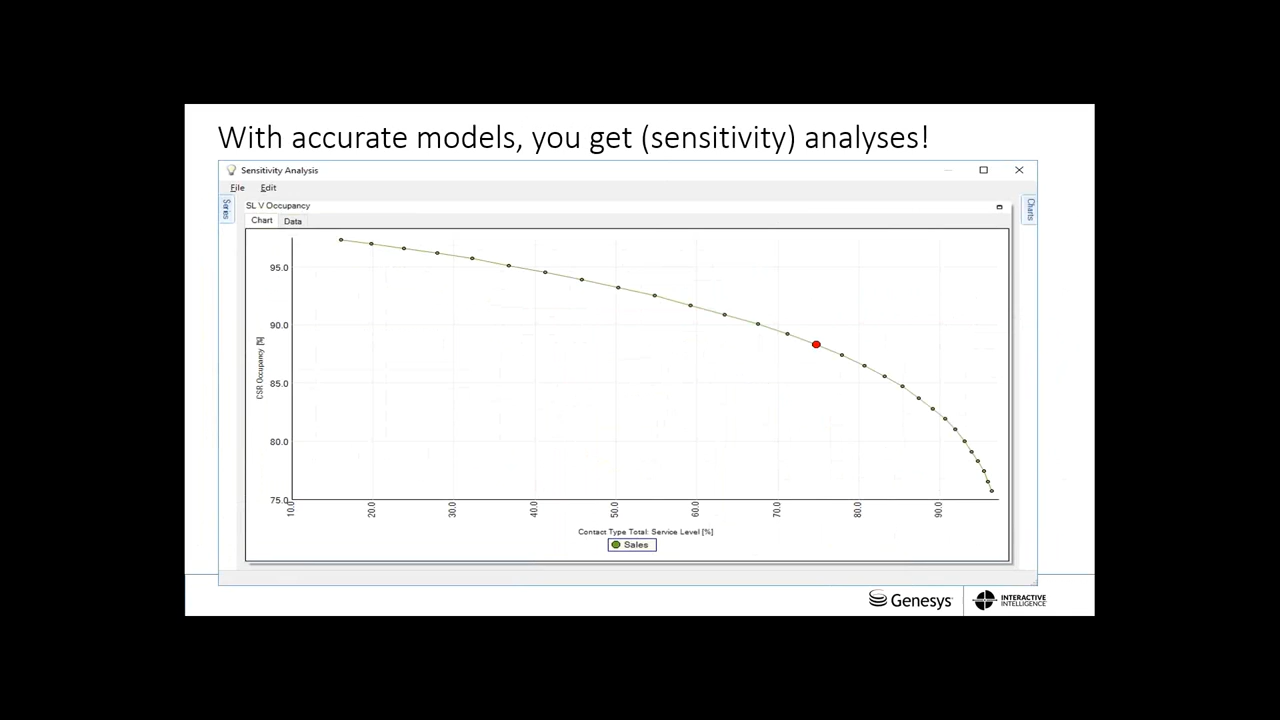 With accurate models, you get (sensitivity) analyses!
Sensitivity Analysis
File Edit
Series
SL V Occupancy
Charts
Chart Data
95.0
90.0
85.0
80.0
75.0
CSR Occupancy [%]
10.0 20.0 30.0 40.0 50.0 60.0 70.0 80.0 90.0
Contact Type Total: Service Level [%]
Sales
Genesys
INTERACTIVE
INTELLIGENCE